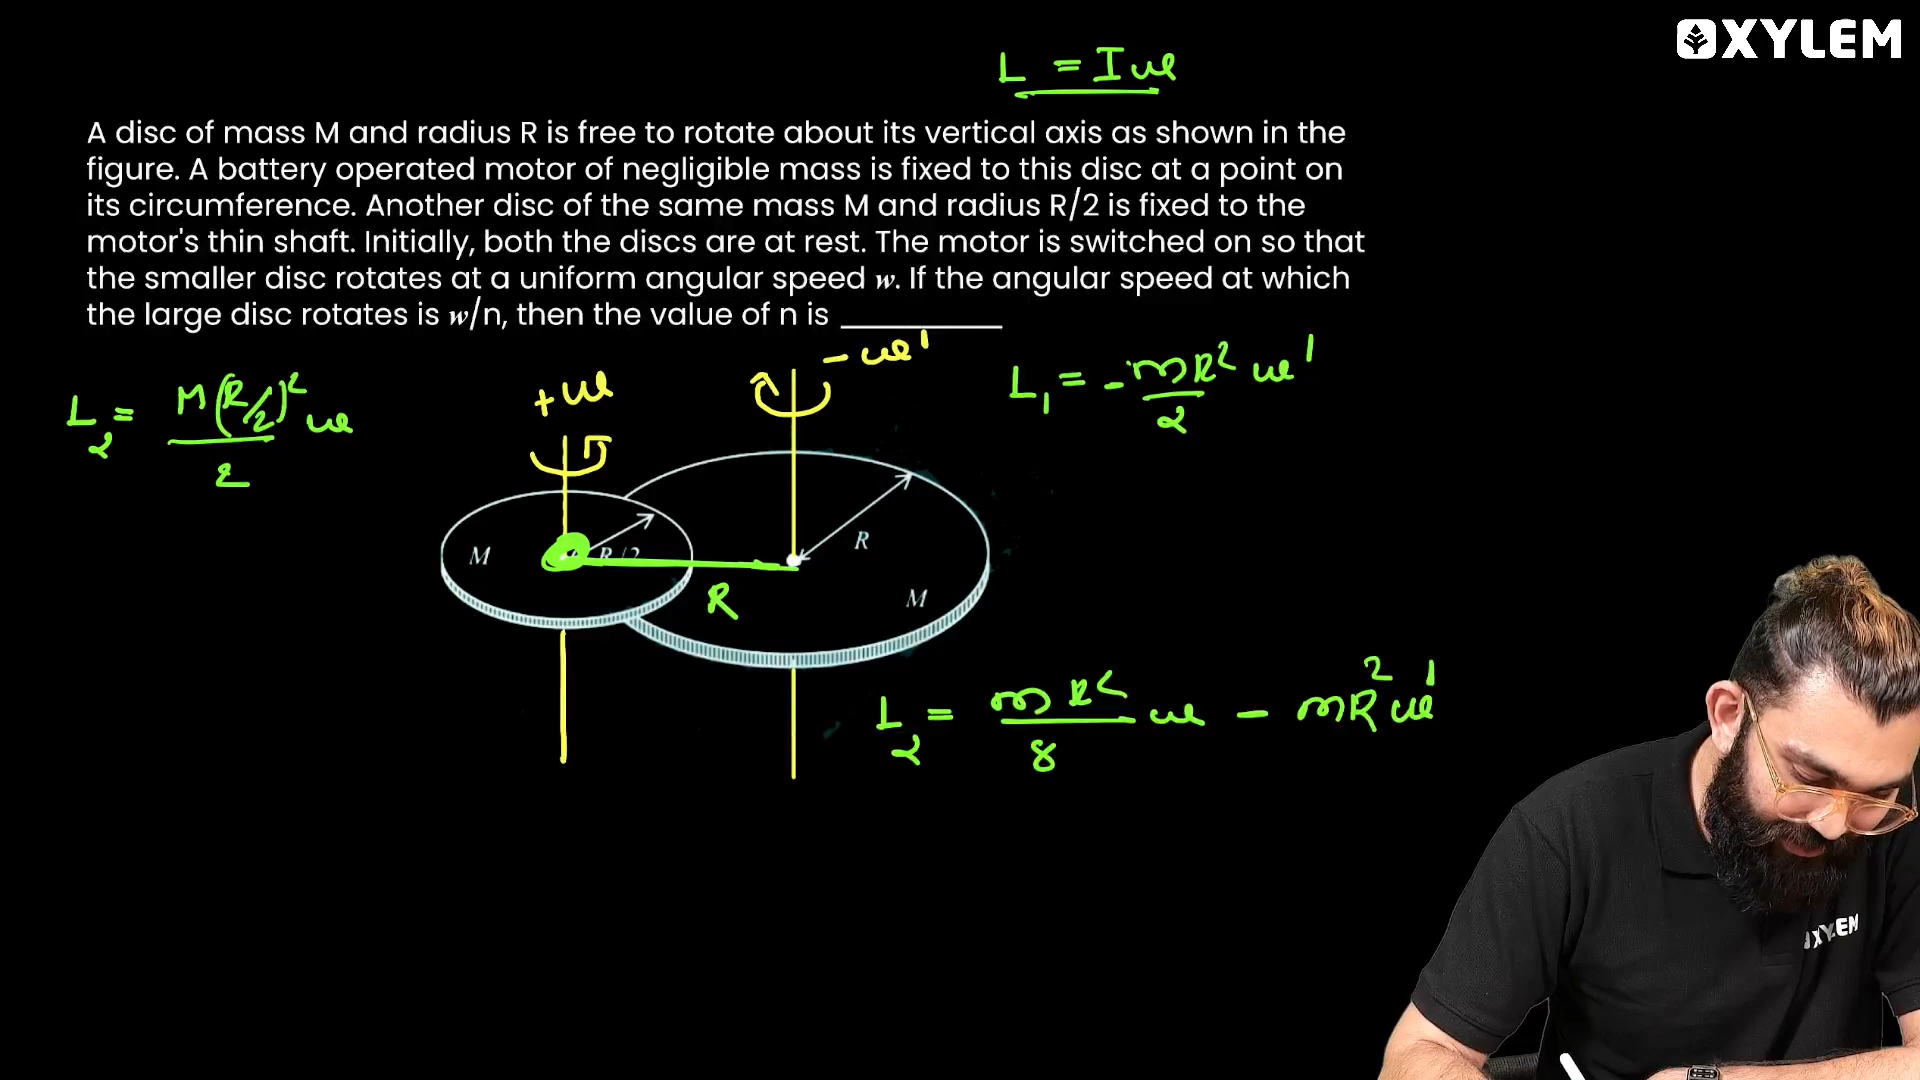 XYLEM
L = Iω
A disc of mass M and radius R is free to rotate about its vertical axis as shown in the
figure. A battery operated motor of negligible mass is fixed to this disc at a point on
its circumference. Another disc of the same mass M and radius R/2 is fixed to the
motor's thin shaft. Initially, both the discs are at rest. The motor is switched on so that
the smaller disc rotates at a uniform angular speed w. If the angular speed at which
the large disc rotates is w/n, then the value of n is __________
-ω'
+ω
L₁ = -mR²/2 ω'
L₂ = M(R/2)²/2 ω
R
M
R/2
R
M
L₂ = mR²/8 ω - mR²ω'
XYLEM